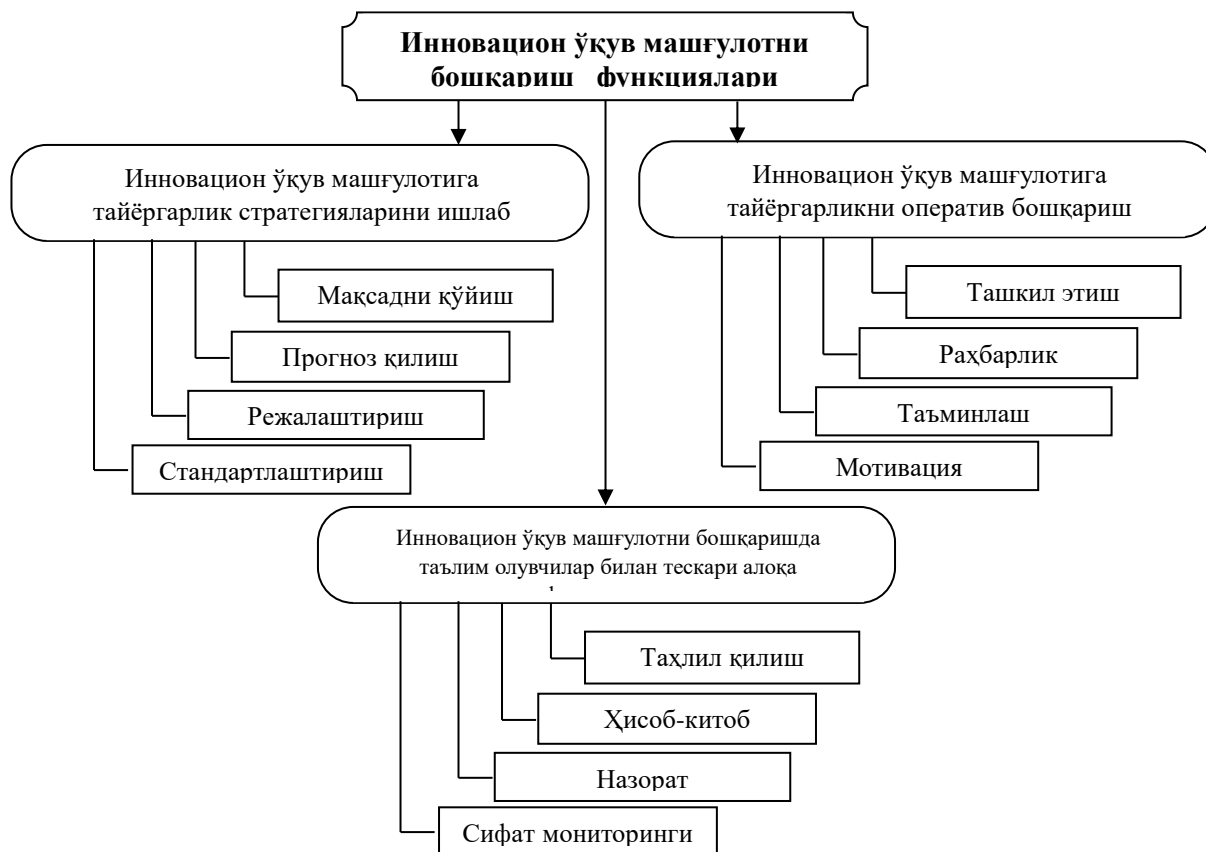 Инновацион ўқув машғулотни
бошқариш функциялари
Инновацион ўқув машғулотига
тайёргарлик стратегияларини ишлаб
Мақсадни қўйиш
Прогноз қилиш
Режалаштириш
Стандартлаштириш
Инновацион ўқув машғулотига
тайёргарликни оператив бошқариш
Ташкил этиш
Раҳбарлик
Таъминлаш
Мотивация
Инновацион ўқув машғулотни бошқаришда
таълим олувчилар билан тескари алоқа
Таҳлил қилиш
Ҳисоб-китоб
Назорат
Сифат мониторинги